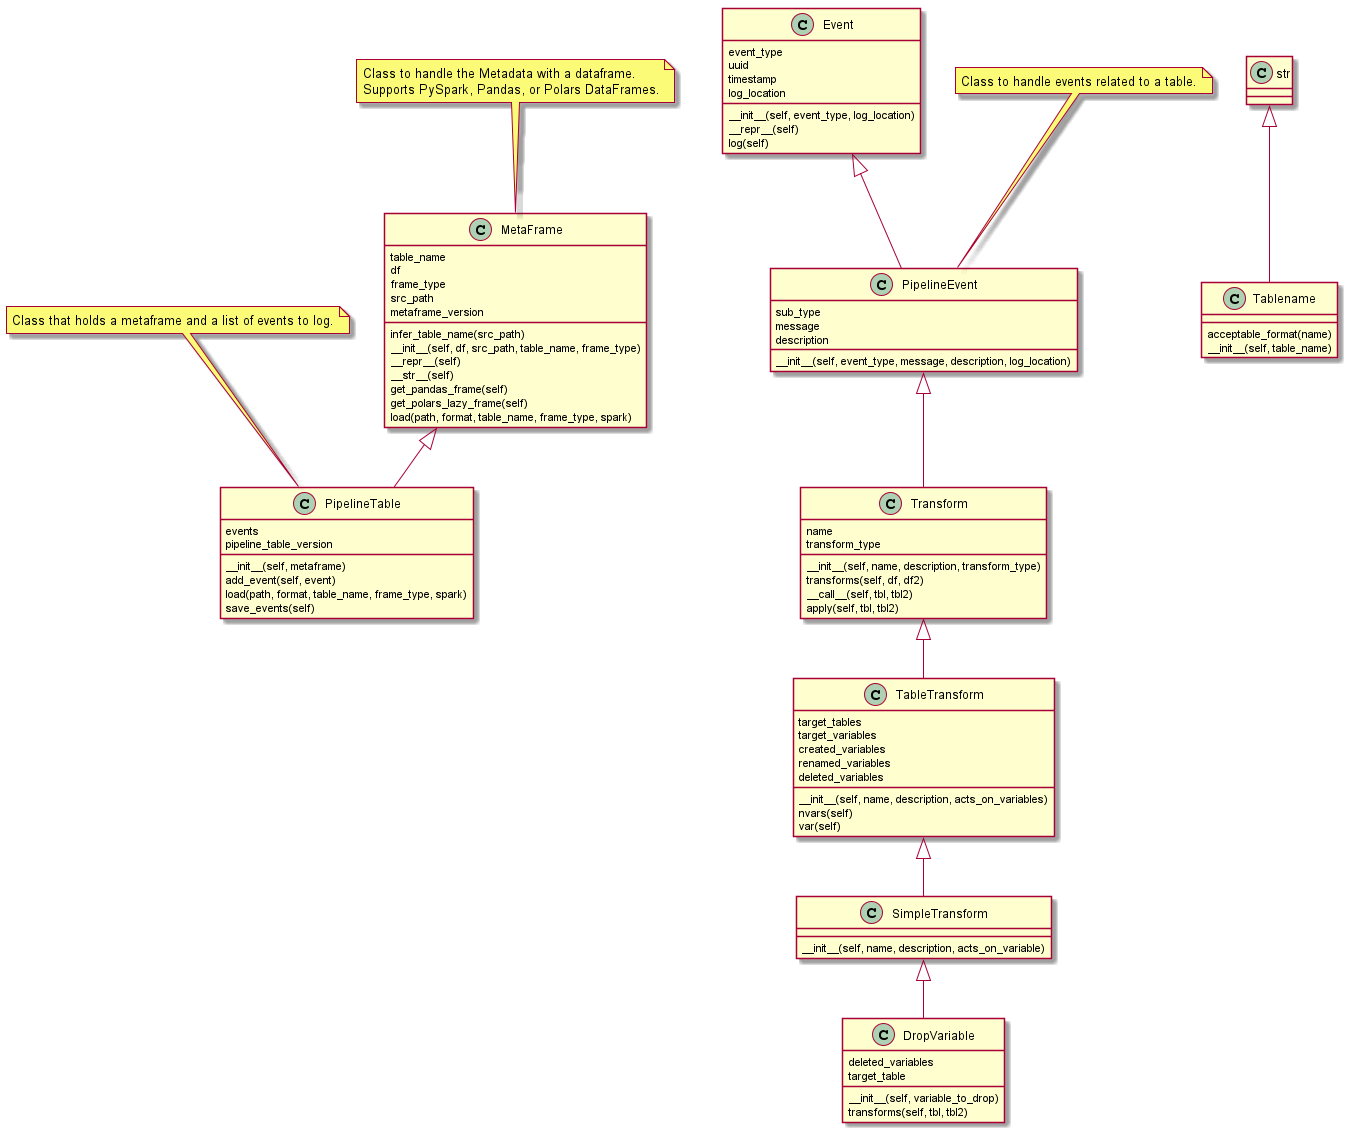 Class to handle the Metadata with a dataframe.
Supports PySpark, Pandas, or Polars DataFrames.
C MetaFrame
table_name
df
frame_type
src_path
metaframe_version
infer_table_name(src_path)
__init__(self, df, src_path, table_name, frame_type)
__repr__(self)
__str__(self)
get_pandas_frame(self)
get_polars_lazy_frame(self)
load(path, format, table_name, frame_type, spark)
Class that holds a metaframe and a list of events to log.
C PipelineTable
events
pipeline_table_version
__init__(self, metaframe)
add_event(self, event)
load(path, format, table_name, frame_type, spark)
save_events(self)
C Event
event_type
uuid
timestamp
log_location
__init__(self, event_type, log_location)
__repr__(self)
log(self)
Class to handle events related to a table.
C PipelineEvent
sub_type
message
description
__init__(self, event_type, message, description, log_location)
C Transform
name
transform_type
__init__(self, name, description, transform_type)
transforms(self, df, df2)
__call__(self, tbl, tbl2)
apply(self, tbl, tbl2)
C TableTransform
target_tables
target_variables
created_variables
renamed_variables
deleted_variables
__init__(self, name, description, acts_on_variables)
nvars(self)
var(self)
C SimpleTransform
__init__(self, name, description, acts_on_variable)
C DropVariable
deleted_variables
target_table
__init__(self, variable_to_drop)
transforms(self, tbl, tbl2)
C str
C Tablename
acceptable_format(name)
__init__(self, table_name)